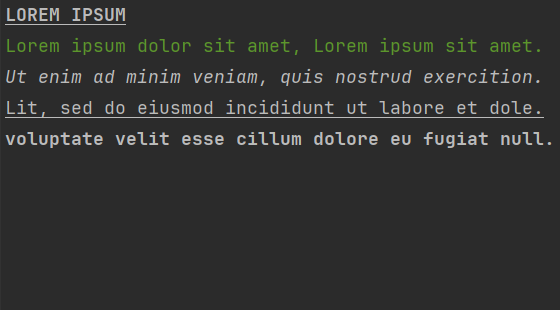 LOREM IPSUM
Lorem ipsum dolor sit amet, Lorem ipsum sit amet.
Ut enim ad minim veniam, quis nostrud exercition.
Lit, sed do eiusmod incididunt ut labore et dole.
voluptate velit esse cillum dolore eu fugiat null.